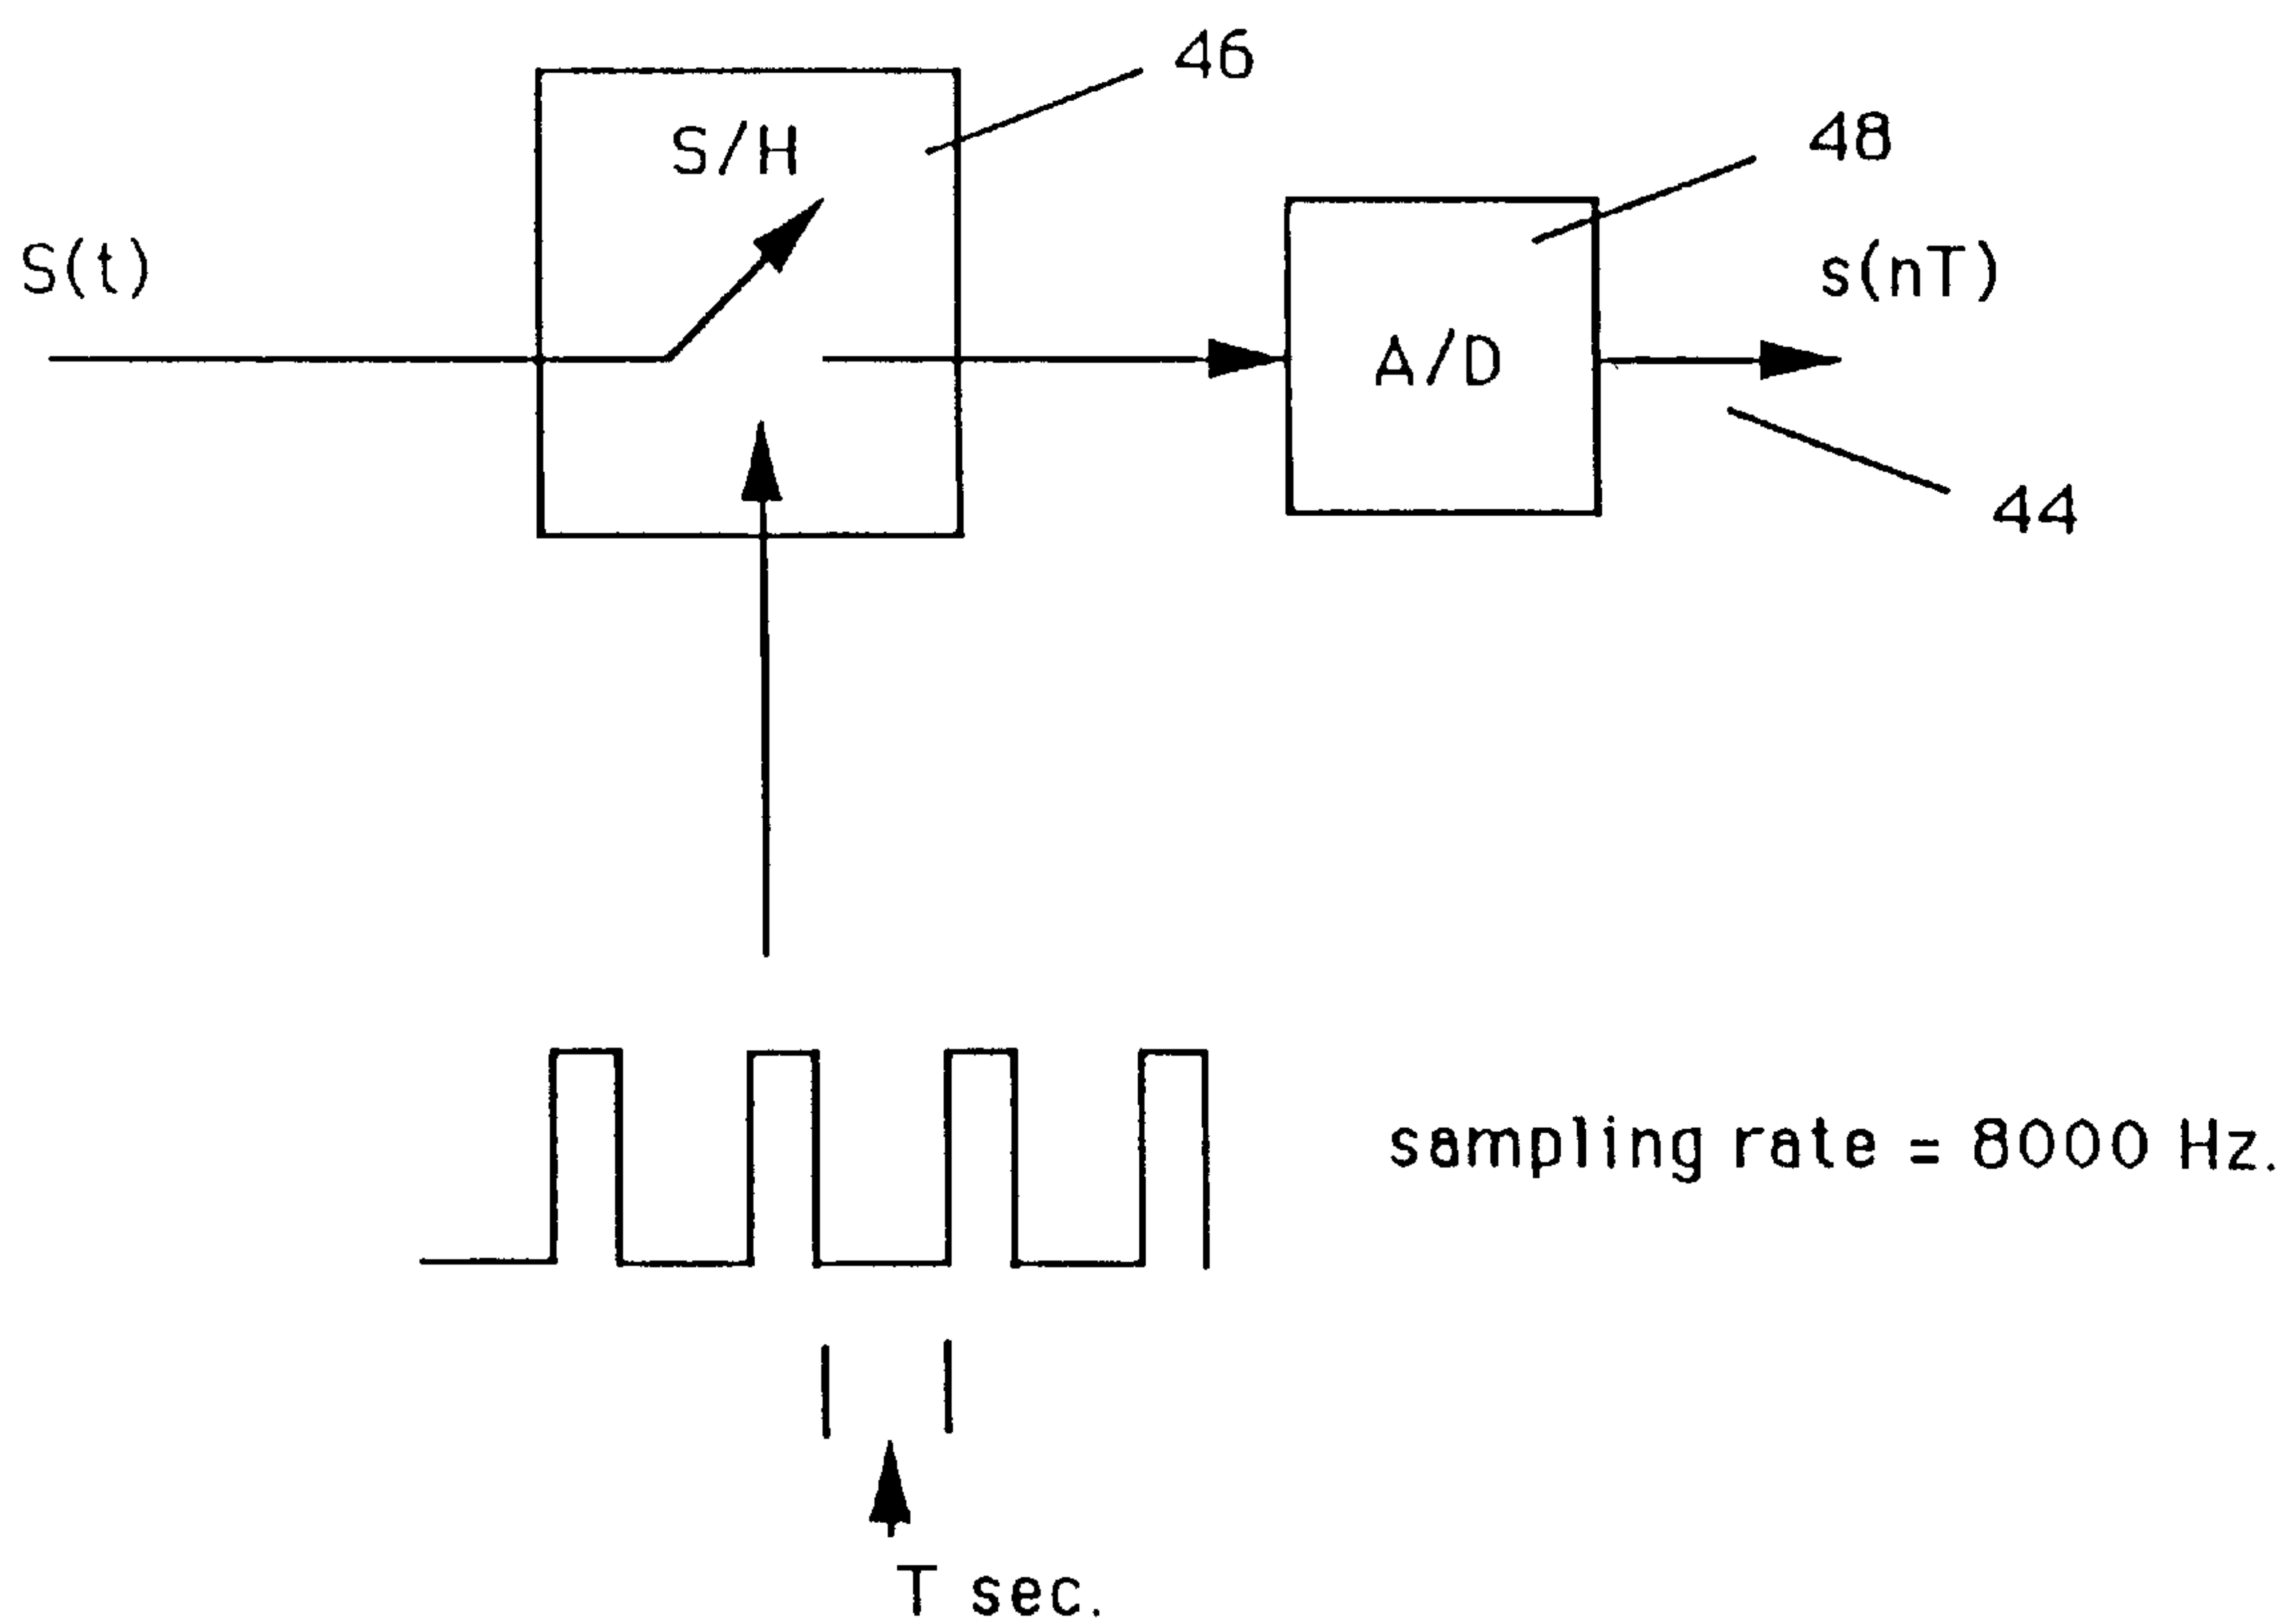 46
S/H
48
S(t)
s(nT)
A/D
44
sampling rate = 8000 Hz.
T sec.